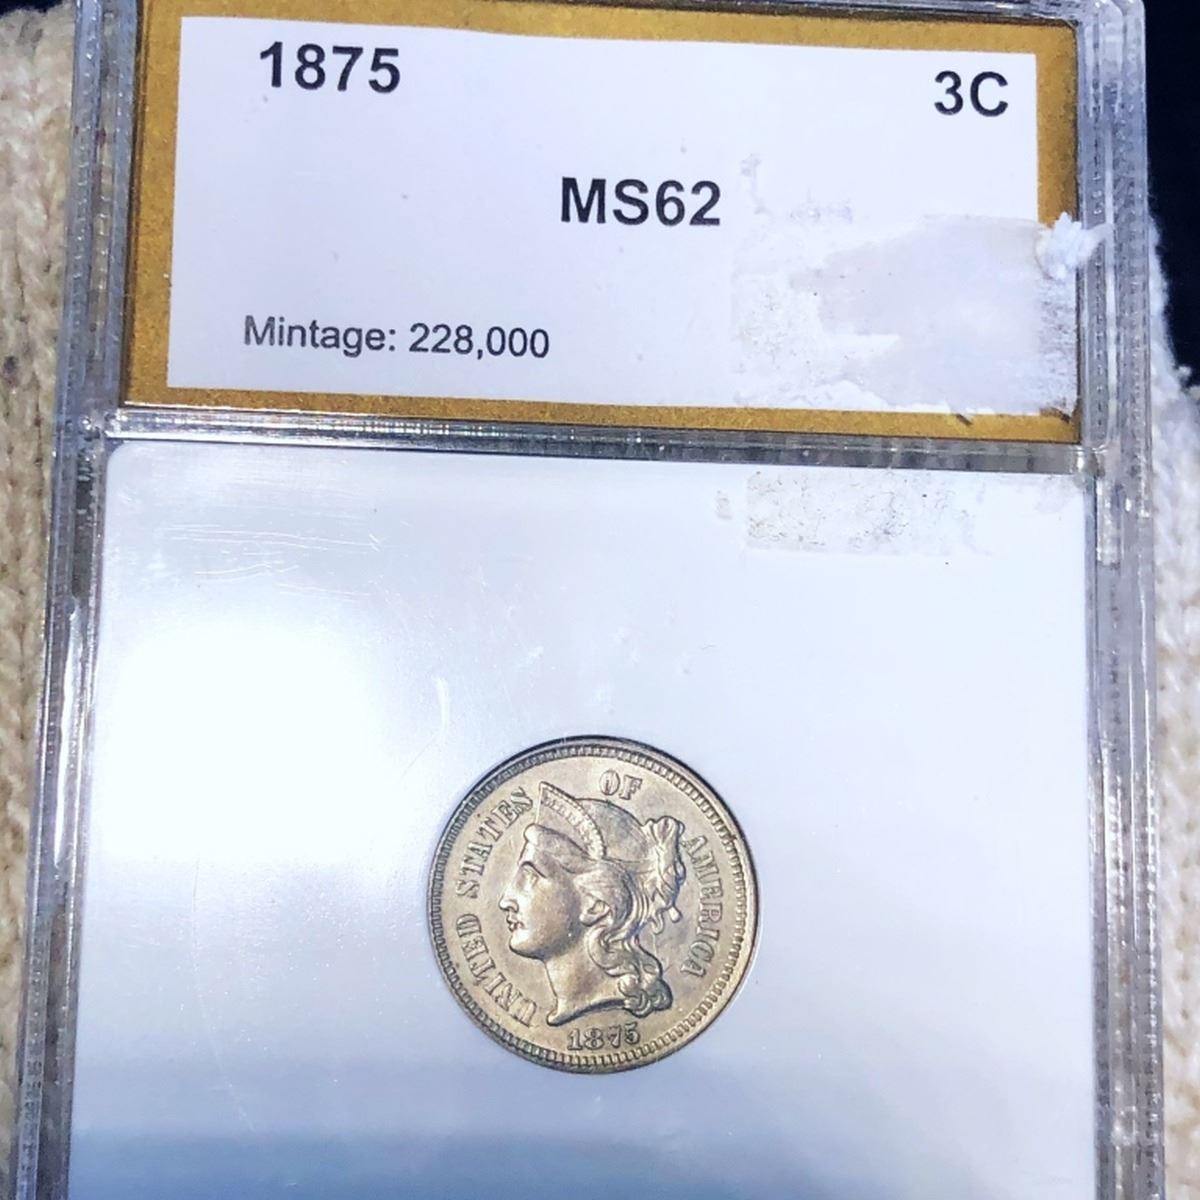 1875 3C
MS62
Mintage: 228,000
UNITED STATES OF AMERICA
1875